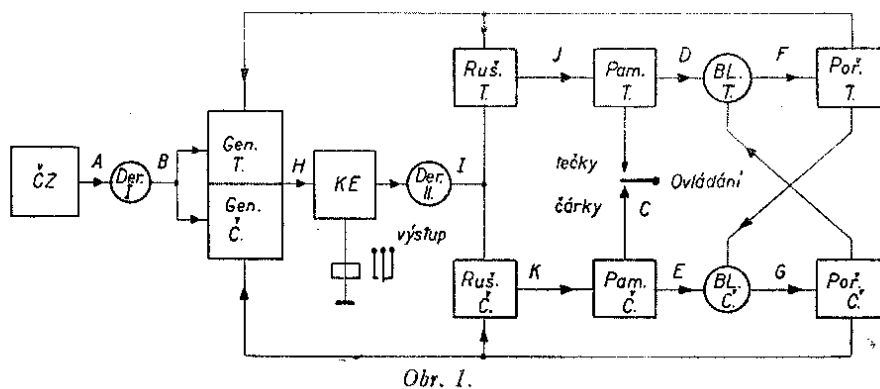 ČZ
A
Der.
I
B
Gen.
T.
Gen.
Č.
H
KE
výstup
Der.
II.
I
Ruš.
T.
J
Pam.
T.
D
BL.
T.
F
Poř.
T.
tečky
Ovládání
čárky
C
Ruš.
Č.
K
Pam.
Č.
E
BL.
Č.
G
Poř.
Č.
Obr. 1.